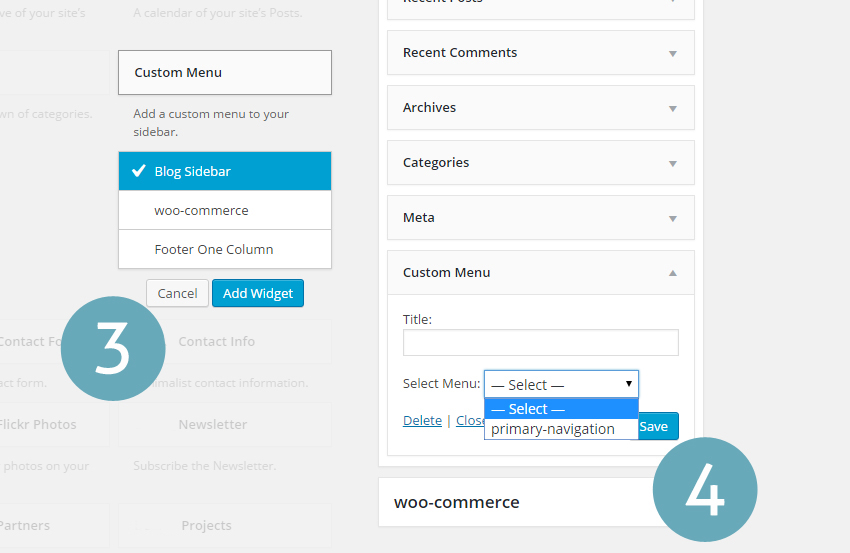 ve of your site's
A calendar of your site's Posts.
Custom Menu
wn of categories.
Add a custom menu to your
sidebar.
Blog Sidebar
woo-commerce
Footer One Column
Cancel
Add Widget
3
Contact Fo
Contact Info
act form.
malist contact information.
Flickr Photos
Newsletter
photos on your
Subscribe the Newsletter.
Partners
Projects
Recent Posts
Recent Comments
Archives
Categories
Meta
Custom Menu
Title:
Select Menu: — Select —
— Select —
primary-navigation
Delete | Close
Save
woo-commerce
4